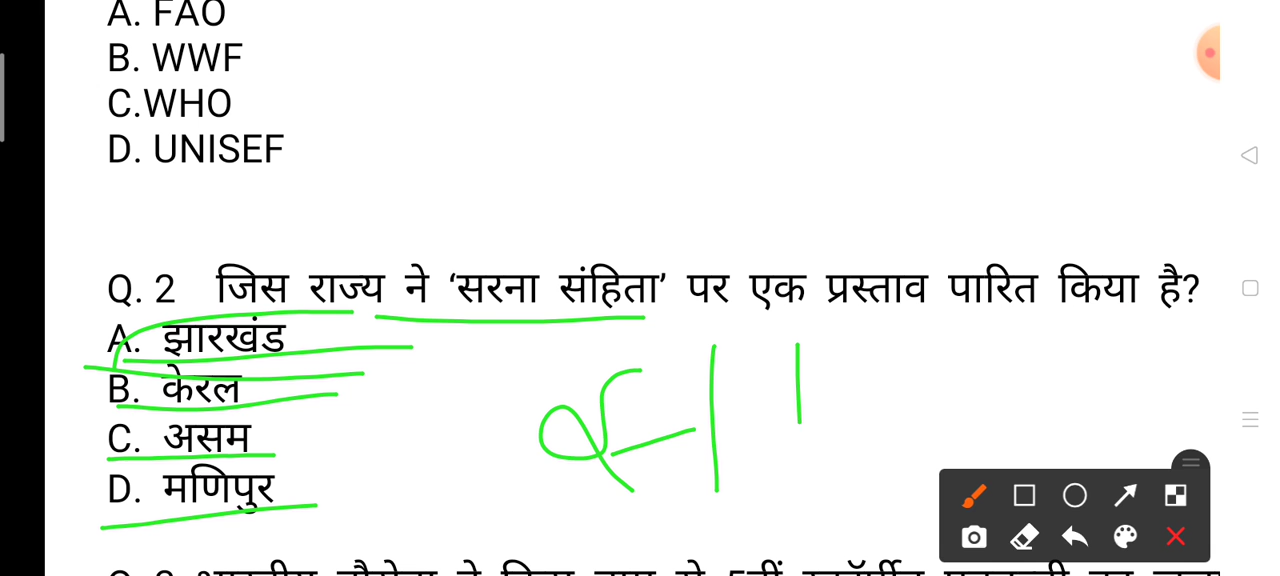 A. FAO
B. WWF
C.WHO
D. UNISEF
Q. 2 जिस राज्य ने ‘सरना संहिता’ पर एक प्रस्ताव पारित किया है?
A. झारखंड
B. केरल
C. असम
D. मणिपुर